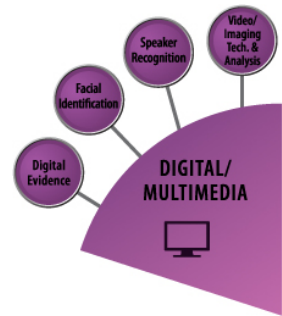 Video/
Imaging
Tech. &
Analysis
Speaker
Recognition
Facial
Identification
Digital
Evidence
DIGITAL/
MULTIMEDIA